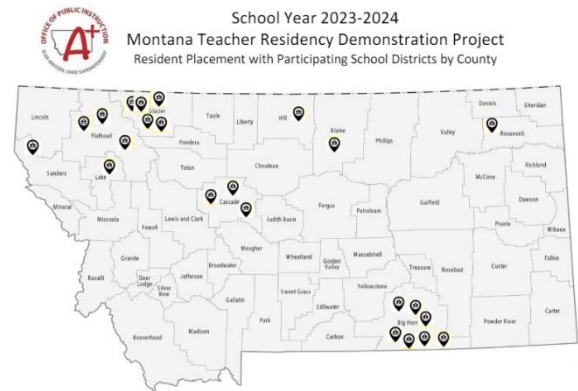 School Year 2023-2024
OFFICE OF PUBLIC INSTRUCTION
A+
Montana Teacher Residency Demonstration Project
Resident Placement with Participating School Districts by County
Lincoln
Flathead
Glacier
Toole
Liberty
Hill
Blaine
Phillips
Valley
Daniels
Sheridan
Roosevelt
Sanders
Lake
Pondera
Teton
Chouteau
Richland
McCone
Mineral
Missoula
Powell
Lewis and Clark
Cascade
Judith Basin
Fergus
Petroleum
Garfield
Dawson
Prairie
Wibaux
Ravalli
Granite
Deer
Lodge
Silver
Bow
Jefferson
Broadwater
Meagher
Wheatland
Golden
Valley
Musselshell
Treasure
Rosebud
Custer
Fallon
Beaverhead
Madison
Gallatin
Park
Sweet Grass
Stillwater
Yellowstone
Carbon
Big Horn
Powder River
Carter